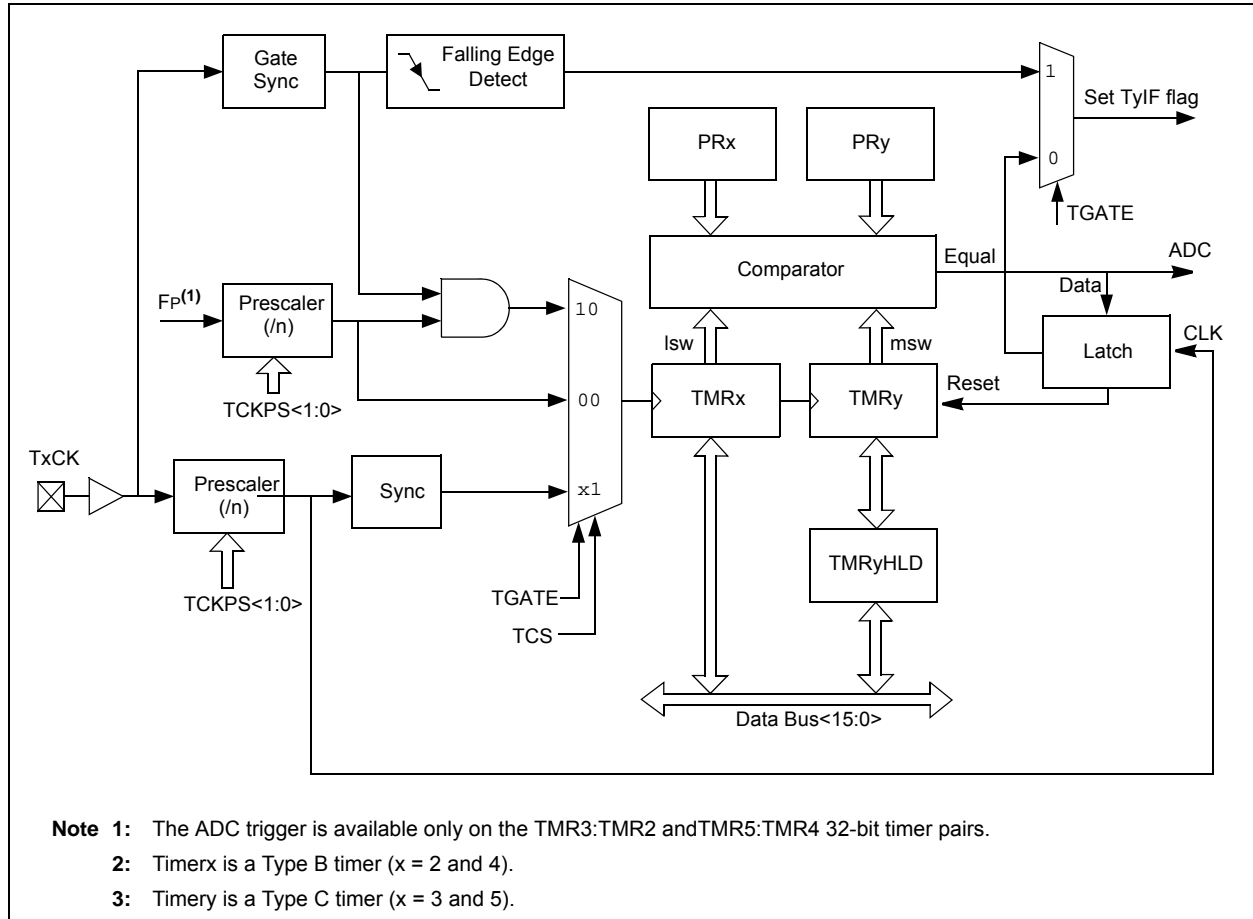 Gate
Sync
Falling Edge
Detect
1
Set TyIF flag
0
TGATE
PRx
PRy
Comparator
Equal
ADC
Data
FP(1)
Prescaler
(/n)
10
lsw
msw
Latch
CLK
TCKPS<1:0>
00
TMRx
TMRy
Reset
TxCK
Prescaler
(/n)
Sync
x1
TCKPS<1:0>
TGATE
TCS
TMRyHLD
Data Bus<15:0>
Note 1: The ADC trigger is available only on the TMR3:TMR2 andTMR5:TMR4 32-bit timer pairs.
2: Timerx is a Type B timer (x = 2 and 4).
3: Timery is a Type C timer (x = 3 and 5).